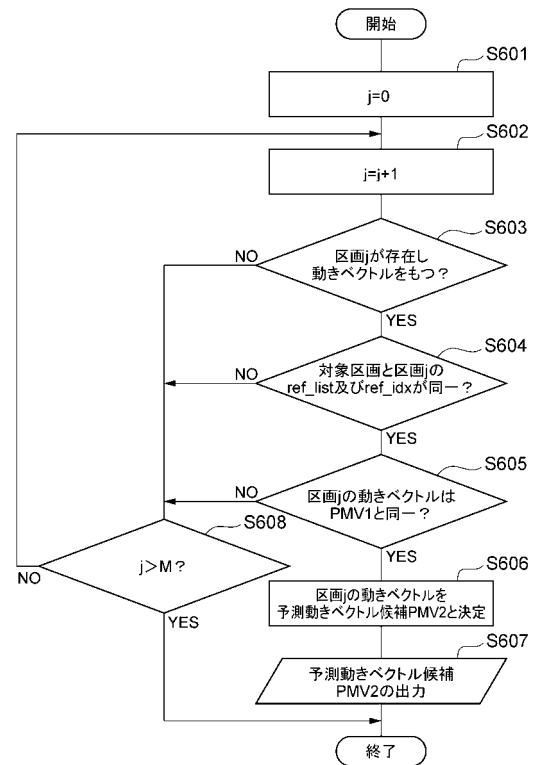 開始
S601
j=0
S602
j=j+1
S603
区画jが存在し
動きベクトルをもつ？
NO
YES
S604
対象区画と区画jの
ref_list及びref_idxが同一？
NO
YES
S605
区画jの動きベクトルは
PMV1と同一？
NO
YES
S608
j＞M？
NO
YES
S606
区画jの動きベクトルを
予測動きベクトル候補PMV2と決定
S607
予測動きベクトル候補
PMV2の出力
終了